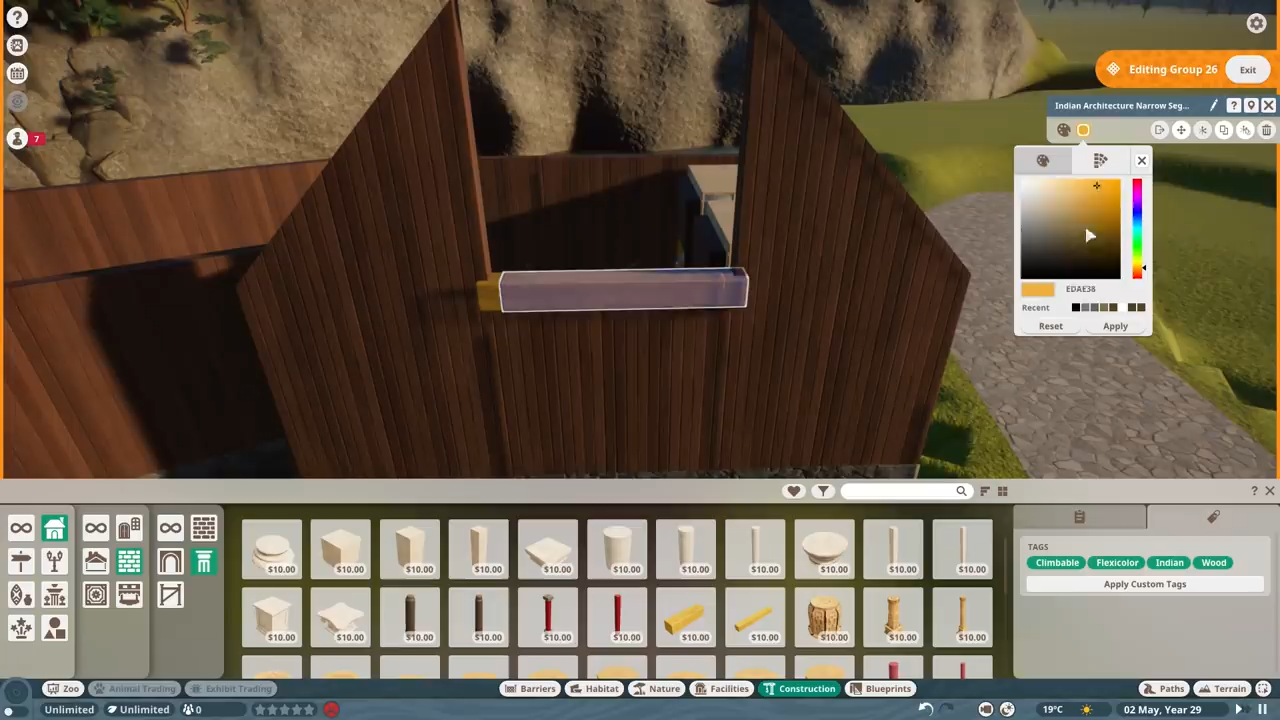 ?
Editing Group 26
Exit
Indian Architecture Narrow Seg...
?
7
EDAE38
Recent
Reset
Apply
?
$10.00 $10.00 $10.00 $10.00 $10.00 $10.00 $10.00 $10.00 $10.00 $10.00 $10.00
$10.00 $10.00 $10.00 $10.00 $10.00 $10.00 $10.00 $10.00 $10.00 $10.00 $10.00
TAGS
Climbable Flexicolor Indian Wood
Apply Custom Tags
Zoo Animal Trading Exhibit Trading Barriers Habitat Nature Facilities Construction Blueprints Paths Terrain
Unlimited Unlimited 0 19°C 02 May, Year 29